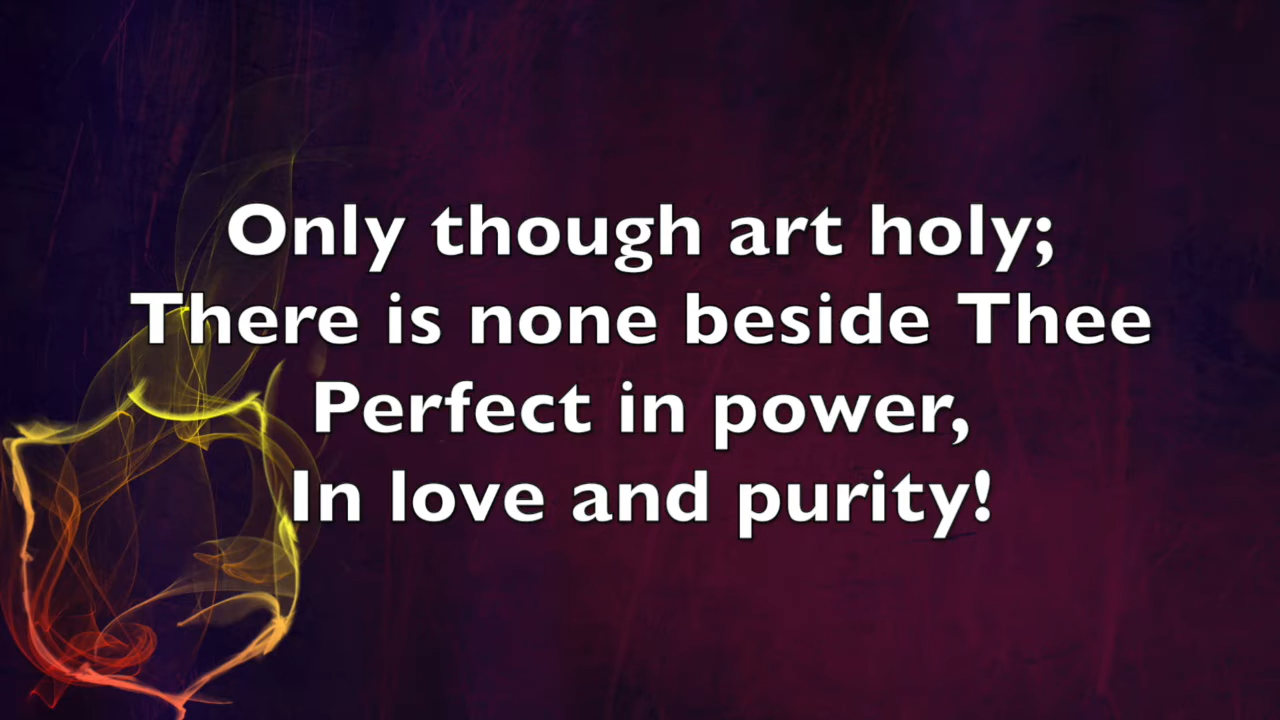 Only though art holy;
There is none beside Thee
Perfect in power,
In love and purity!